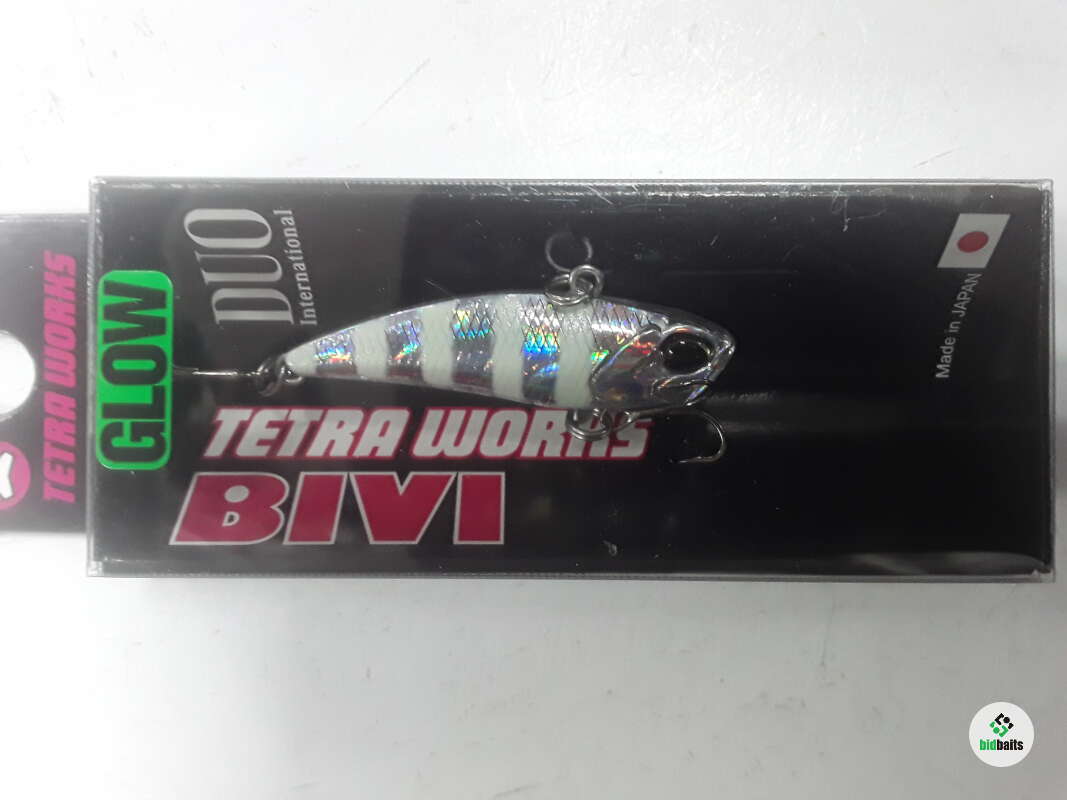 TETRA WORKS
GLOW
DUO
International
TETRA WORKS
BIVI
Made in JAPAN
bidbaits